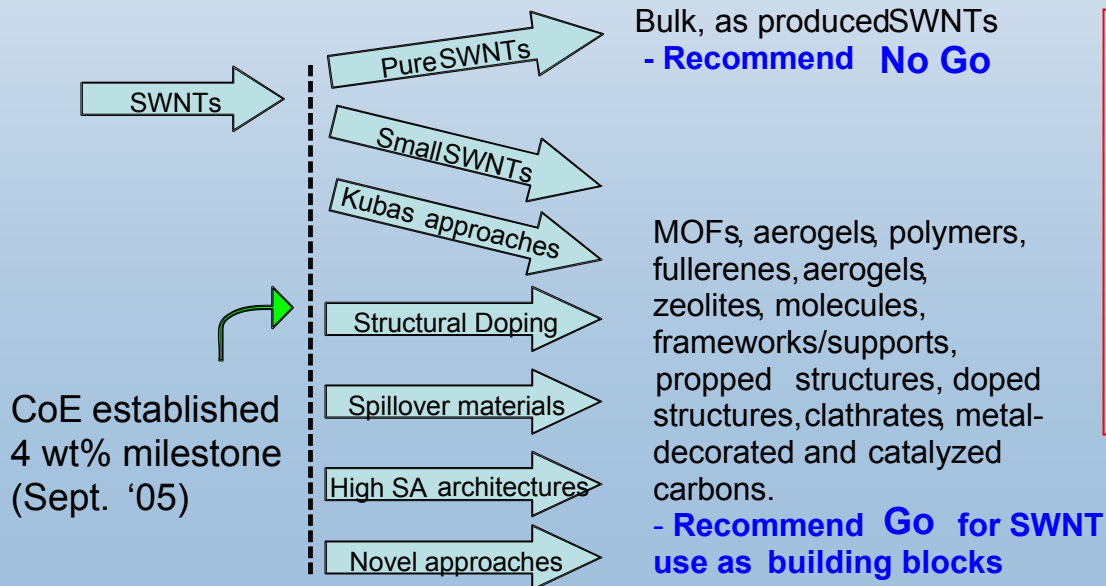 SWNTs
Pure SWNTs
Small SWNTs
Kubas approaches
Structural Doping
Spillover materials
High SA architectures
Novel approaches
CoE established
4 wt% milestone
(Sept. ‘05)
Bulk, as produced SWNTs
- Recommend No Go
MOFs, aerogels, polymers,
fullerenes, aerogels,
zeolites, molecules,
frameworks/supports,
propped structures, doped
structures, clathrates, metal-
decorated and catalyzed
carbons.
- Recommend Go for SWNT
use as building blocks